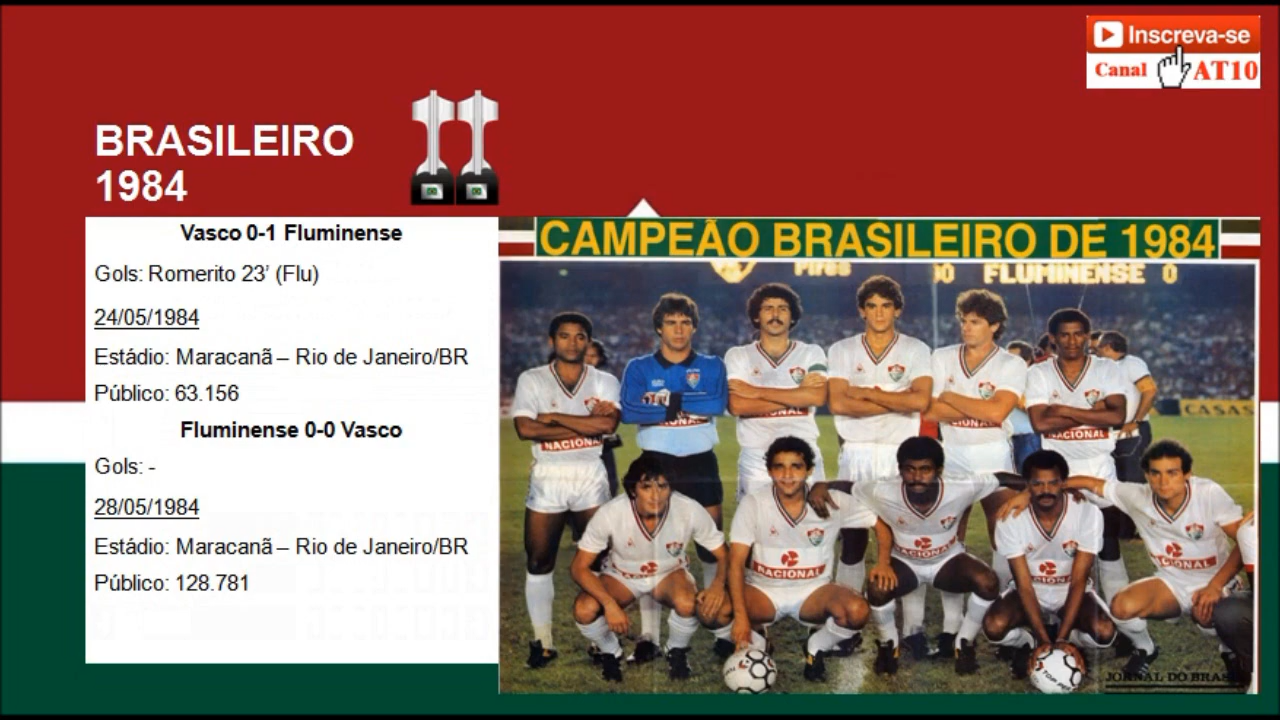 Inscreva-se
Canal AT10
BRASILEIRO
1984
Vasco 0-1 Fluminense
Gols: Romerito 23’ (Flu)
24/05/1984
Estádio: Maracanã – Rio de Janeiro/BR
Público: 63.156
Fluminense 0-0 Vasco
Gols: -
28/05/1984
Estádio: Maracanã – Rio de Janeiro/BR
Público: 128.781
CAMPEÃO BRASILEIRO DE 1984
FLUMINENSE 0
CASAS
NACIONAL
NACIONAL
NACIONAL
NACIONAL
NACIONAL
NACIONAL
NACIONAL
JORNAL DO BRASIL